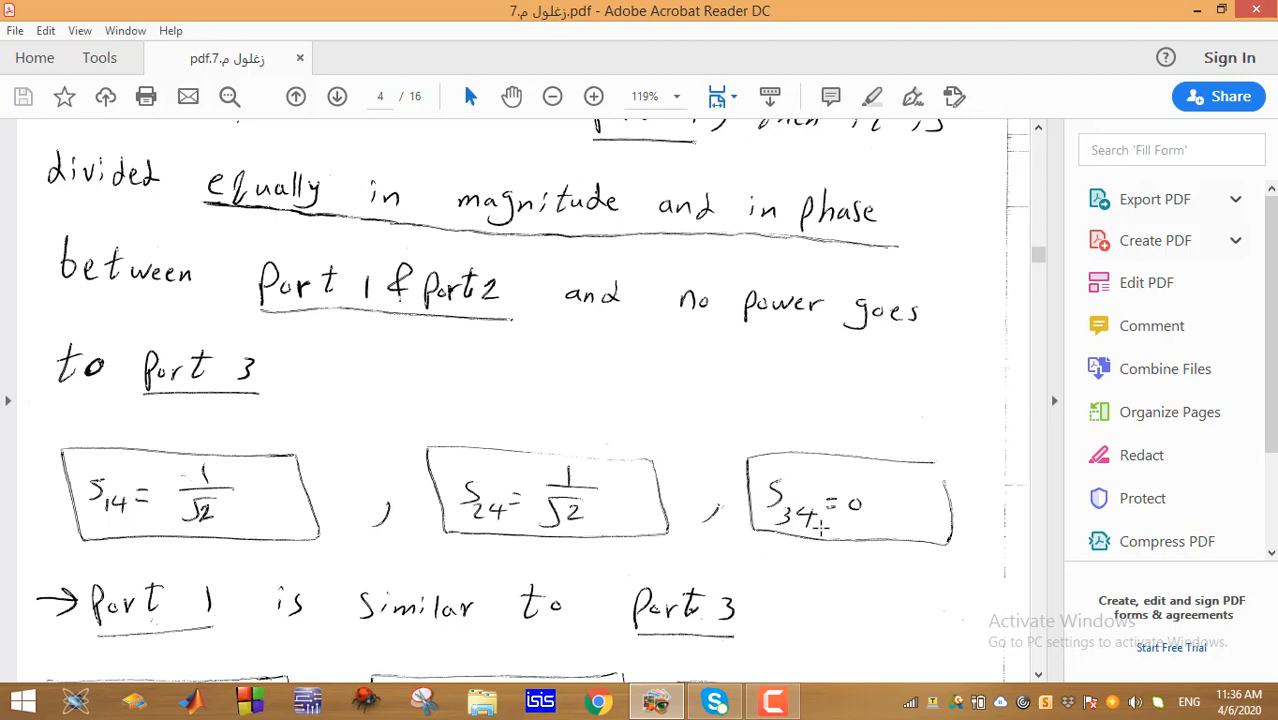 زغلول م.7.pdf - Adobe Acrobat Reader DC
File Edit View Window Help
Home Tools زغلول م.7.pdf × Sign In
4 / 16 119% Share
then it is
divided equally in magnitude and in phase
between Port 1 & port 2 and no power goes
to port 3
S14 = 1/√2 , S24 = 1/√2 , S34 = 0
→ Port 1 is similar to Port 3
Search 'Fill Form'
Export PDF
Create PDF
Edit PDF
Comment
Combine Files
Organize Pages
Redact
Protect
Compress PDF
Create, edit and sign PDF
forms & agreements
Start Free Trial
Activate Windows
Go to PC settings to activate Windows.
isis
ENG
11:36 AM
4/6/2020